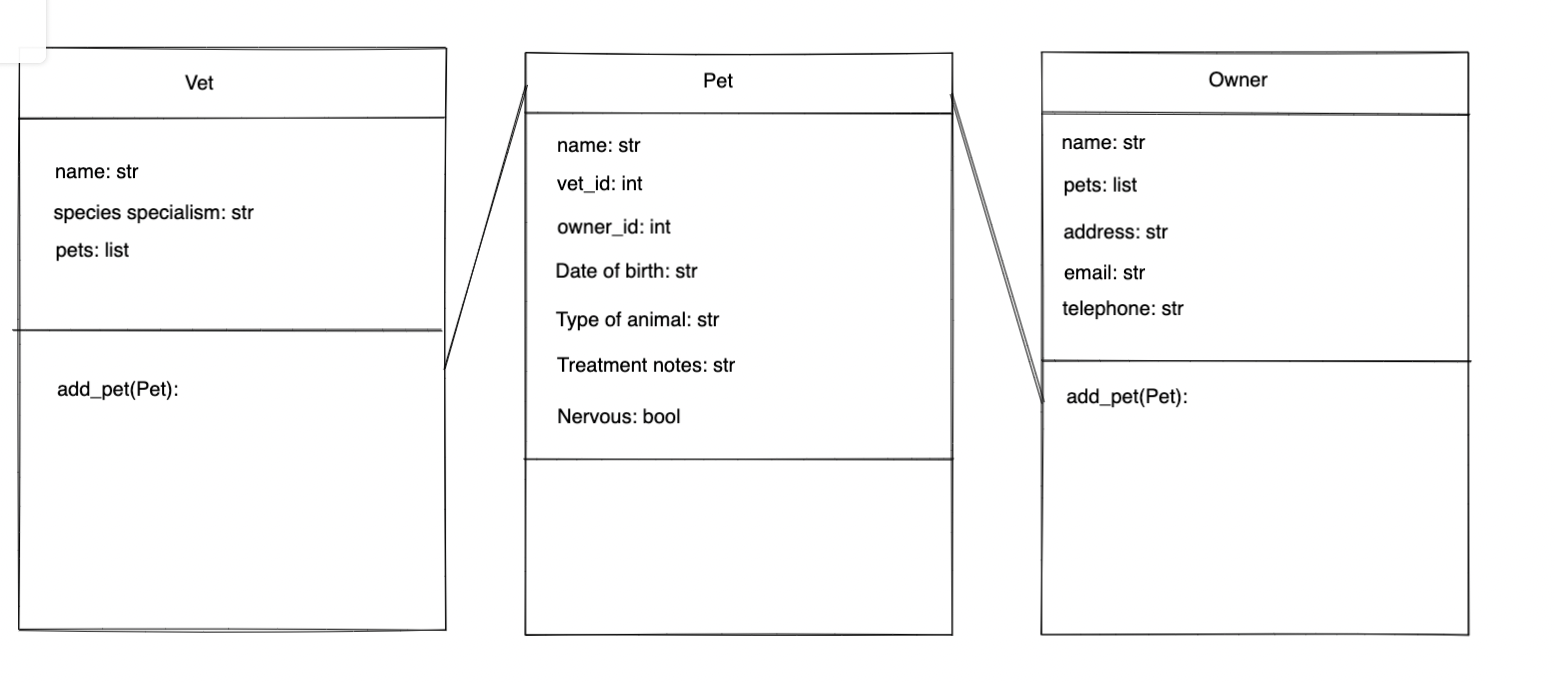 Vet
name: str
species specialism: str
pets: list
add_pet(Pet):
Pet
name: str
vet_id: int
owner_id: int
Date of birth: str
Type of animal: str
Treatment notes: str
Nervous: bool
Owner
name: str
pets: list
address: str
email: str
telephone: str
add_pet(Pet):